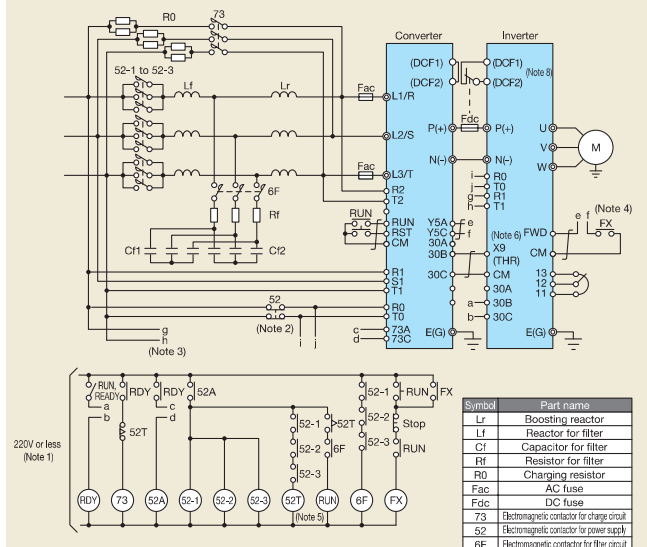 R0
73
Converter
Inverter
52-1 to 52-3
Lf
Lr
Fac
L1/R
(DCF1)
(DCF1)
(Note 8)
(DCF2)
(DCF2)
L2/S
P(+)
Fdc
P(+)
U
V
W
M
Fac
L3/T
N(-)
N(-)
R2
T2
i
R0
j
T0
g
R1
h
T1
6F
Rf
Cf1
Cf2
RUN
RUN
RST
CM
Y5A
e
Y5C
f
30A
30B
(Note 6)
FWD
e
f
(Note 4)
FX
X9
(THR)
CM
R1
S1
T1
30C
CM
13
12
11
30A
52
(Note 2)
R0
T0
a
30B
b
30C
g
h
(Note 3)
i
j
c
73A
d
73C
E(G)
E(G)
220V or less
(Note 1)
RUN,
READY
a
b
RDY
52T
RDY
c
d
52A
52-1
52-2
52-3
52T
6F
52-1
52-2
52-3
RUN
Stop
RUN
FX
RDY
73
52A
52-1
52-2
52-3
52T
RUN
6F
FX
(Note 5)
Symbol Part name
Lr Boosting reactor
Lf Reactor for filter
Cf Capacitor for filter
Rf Resistor for filter
R0 Charging resistor
Fac AC fuse
Fdc DC fuse
73 Electromagnetic contactor for charge circuit
52 Electromagnetic contactor for power supply
6F Electromagnetic contactor for filter circuit